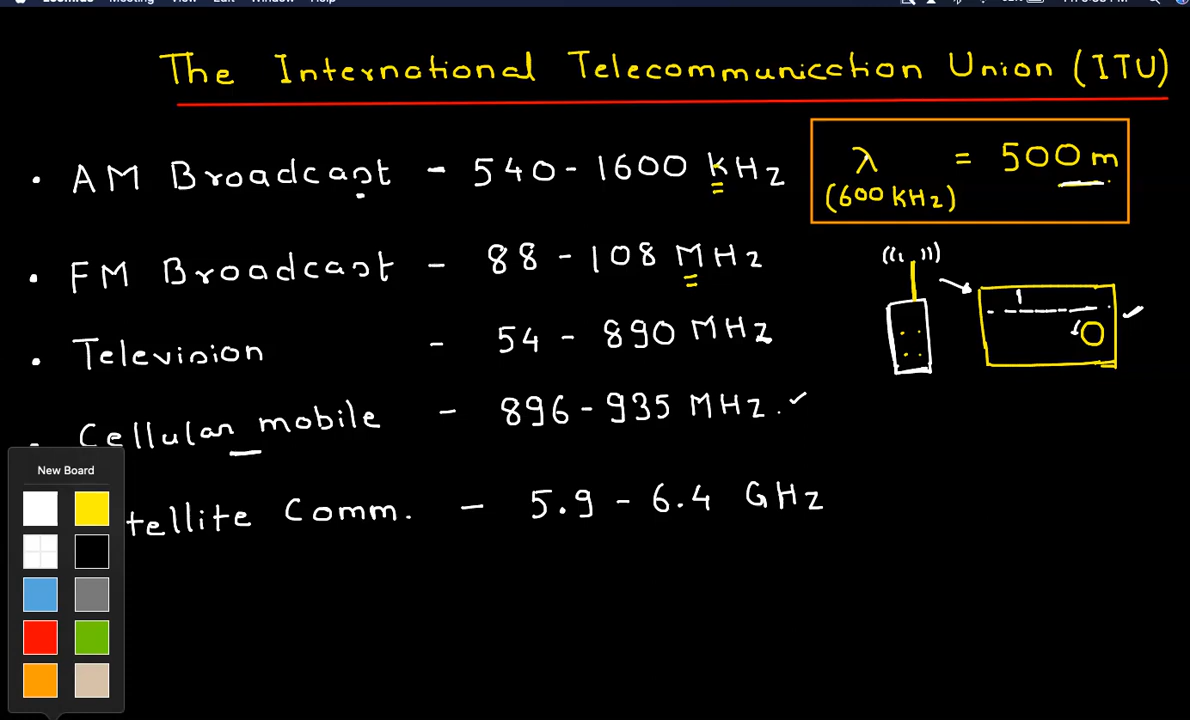 The International Telecommunication Union (ITU)
• AM Broadcast - 540-1600 KHz
λ = 500 m
(600 KHz)
• FM Broadcast - 88 - 108 MHz
• Television - 54 - 890 MHz
• Cellular mobile - 896-935 MHz.
New Board
tellite Comm. - 5.9 - 6.4 GHz